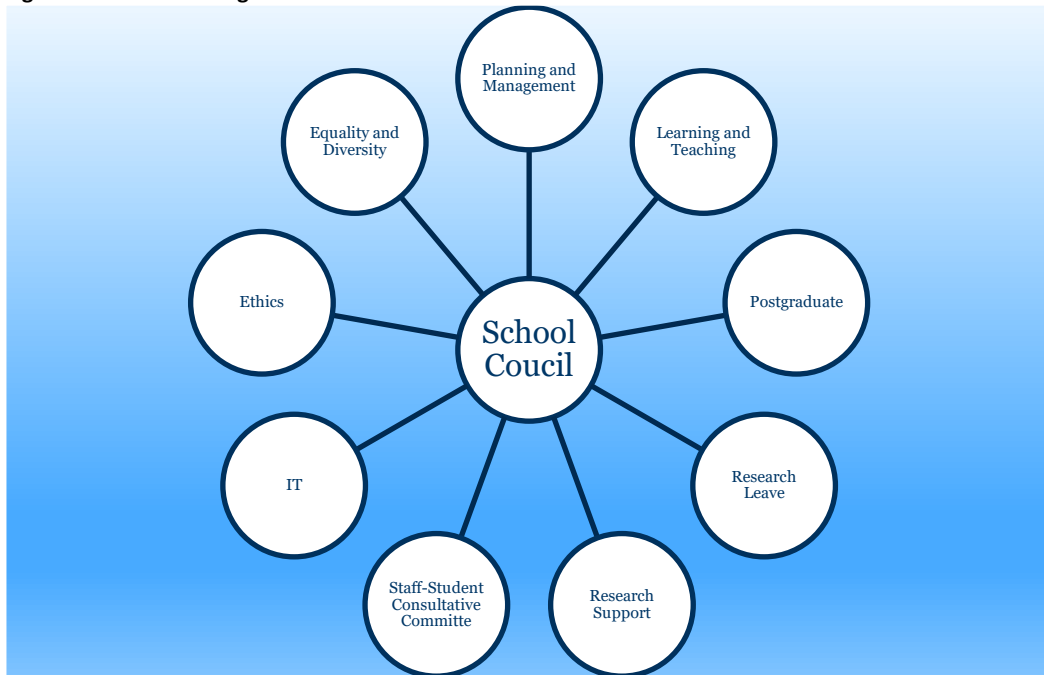 Planning and
Management
Equality and
Diversity
Learning and
Teaching
Ethics
Postgraduate
School
Coucil
IT
Research
Leave
Staff-Student
Consultative
Committe
Research
Support